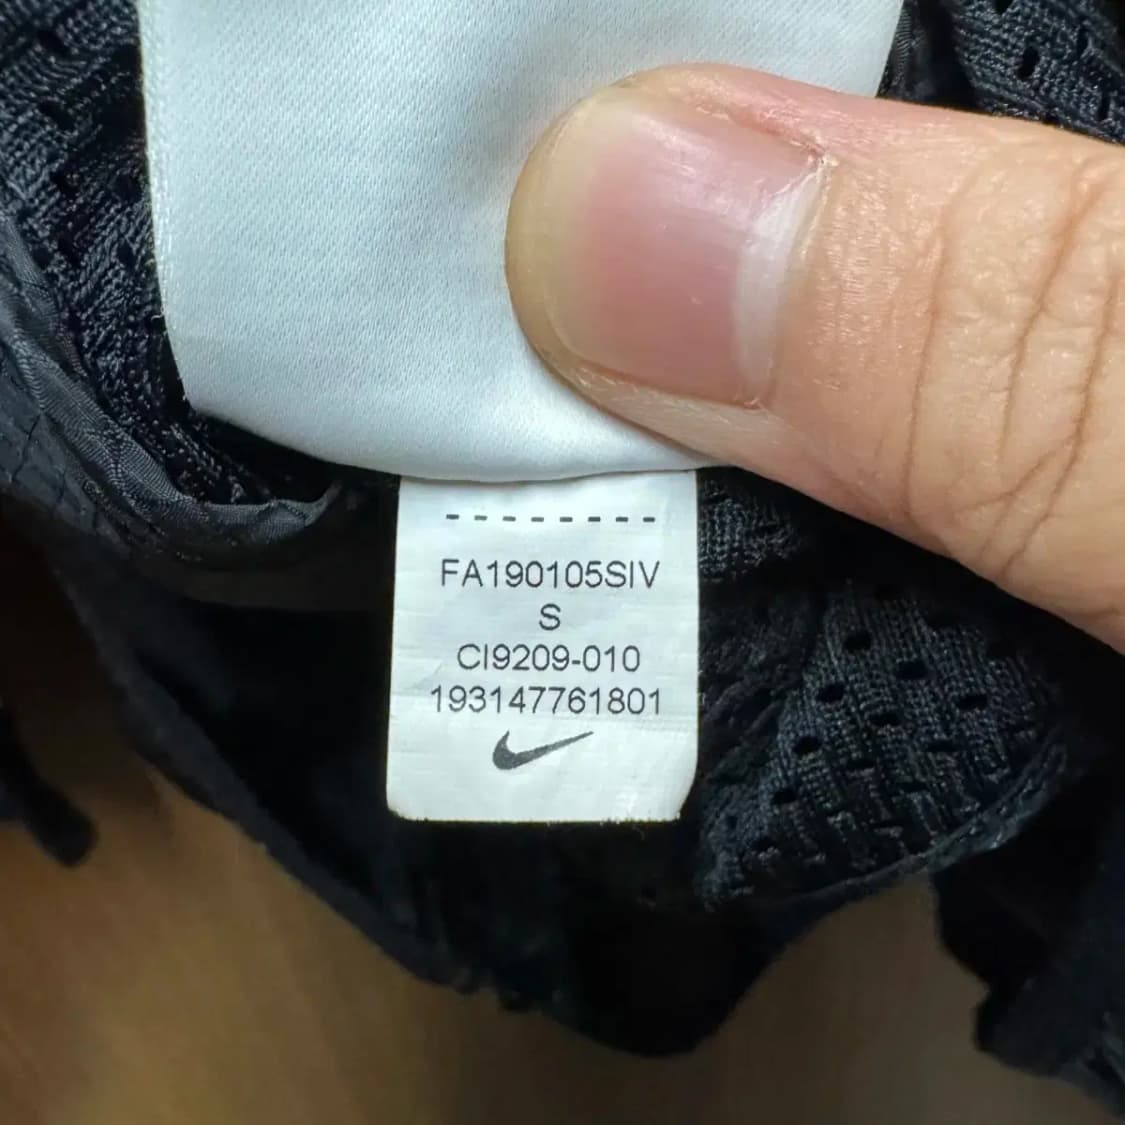 --------
FA190105SIV
S
CI9209-010
193147761801